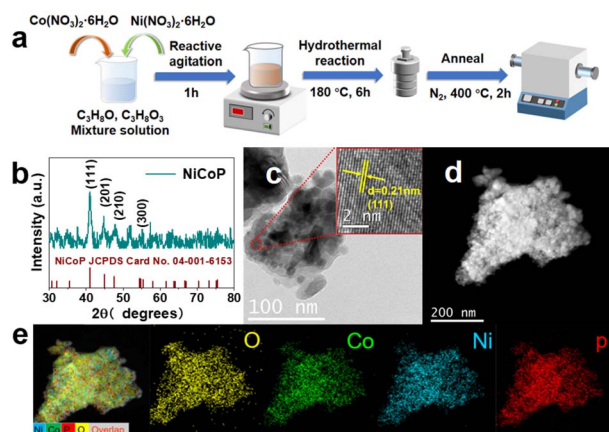 Co(NO3)2·6H2O Ni(NO3)2·6H2O
a
Reactive
agitation
1h
Hydrothermal
reaction
180 °C, 6h
Anneal
N2, 400 °C, 2h
C3H8O, C3H8O3
Mixture solution
b
Intensity (a.u.)
(111)
(201)
(210)
(300)
NiCoP
NiCoP JCPDS Card No. 04-001-6153
30 40 50 60 70 80
2θ( degrees)
c
d=0.21nm
(111)
2 nm
100 nm
d
200 nm
e
Ni Co P O Overlap
O
Co
Ni
p